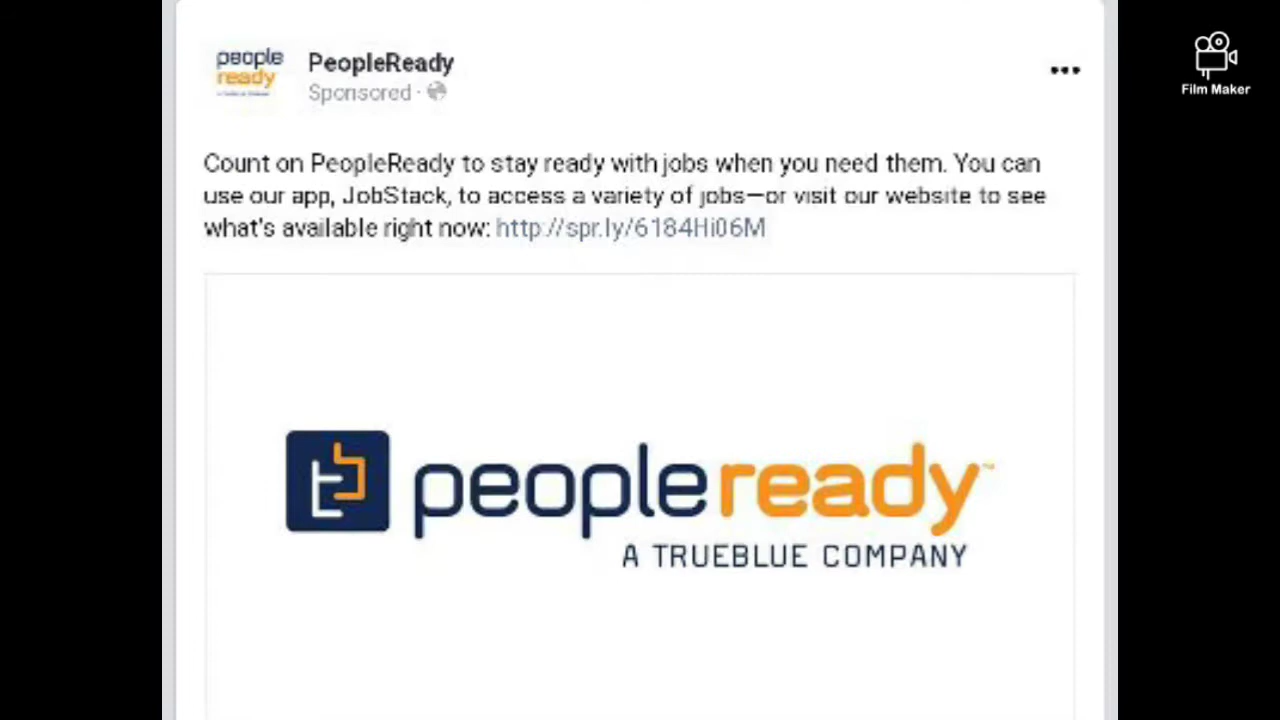 people
ready
PeopleReady
Sponsored ·
Film Maker
Count on PeopleReady to stay ready with jobs when you need them. You can
use our app, JobStack, to access a variety of jobs—or visit our website to see
what's available right now: http://spr.ly/6184Hi06M
peopleready™
A TRUEBLUE COMPANY